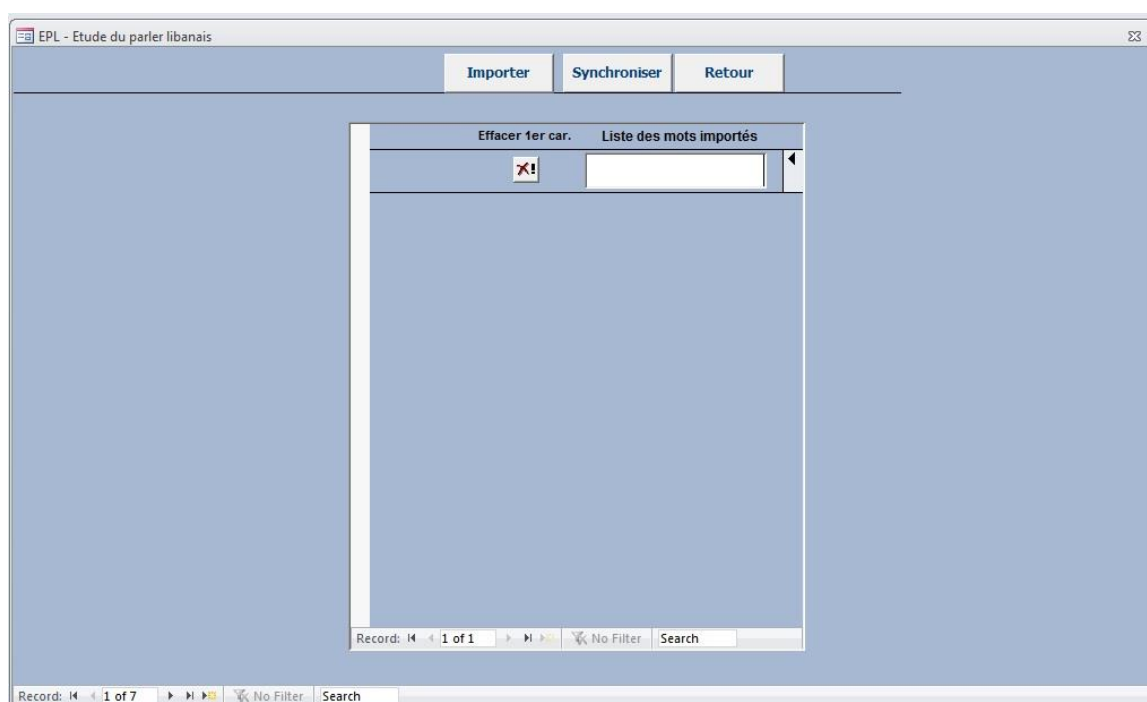 EPL - Etude du parler libanais
Importer Synchroniser Retour
Effacer 1er car. Liste des mots importés
Record: 1 of 1 No Filter Search
Record: 1 of 7 No Filter Search